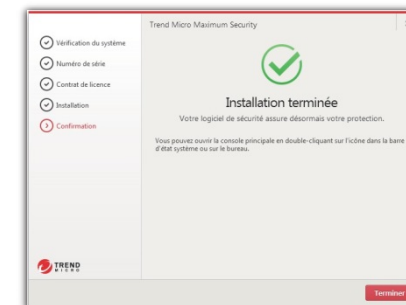 Trend Micro Maximum Security
Vérification du système
Numéro de série
Contrat de licence
Installation
Confirmation
Installation terminée
Votre logiciel de sécurité assure désormais votre protection.
Vous pouvez ouvrir la console principale en double-cliquant sur l'icône dans la barre
d'état système ou sur le bureau.
TREND
MICRO
Terminer